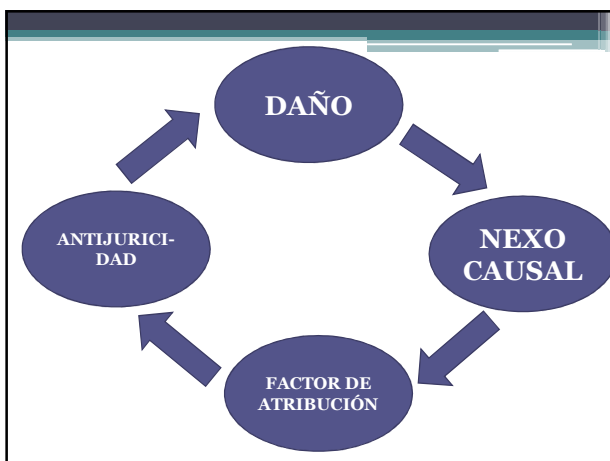 DAÑO
NEXO
CAUSAL
FACTOR DE
ATRIBUCIÓN
ANTIJURICI-
DAD